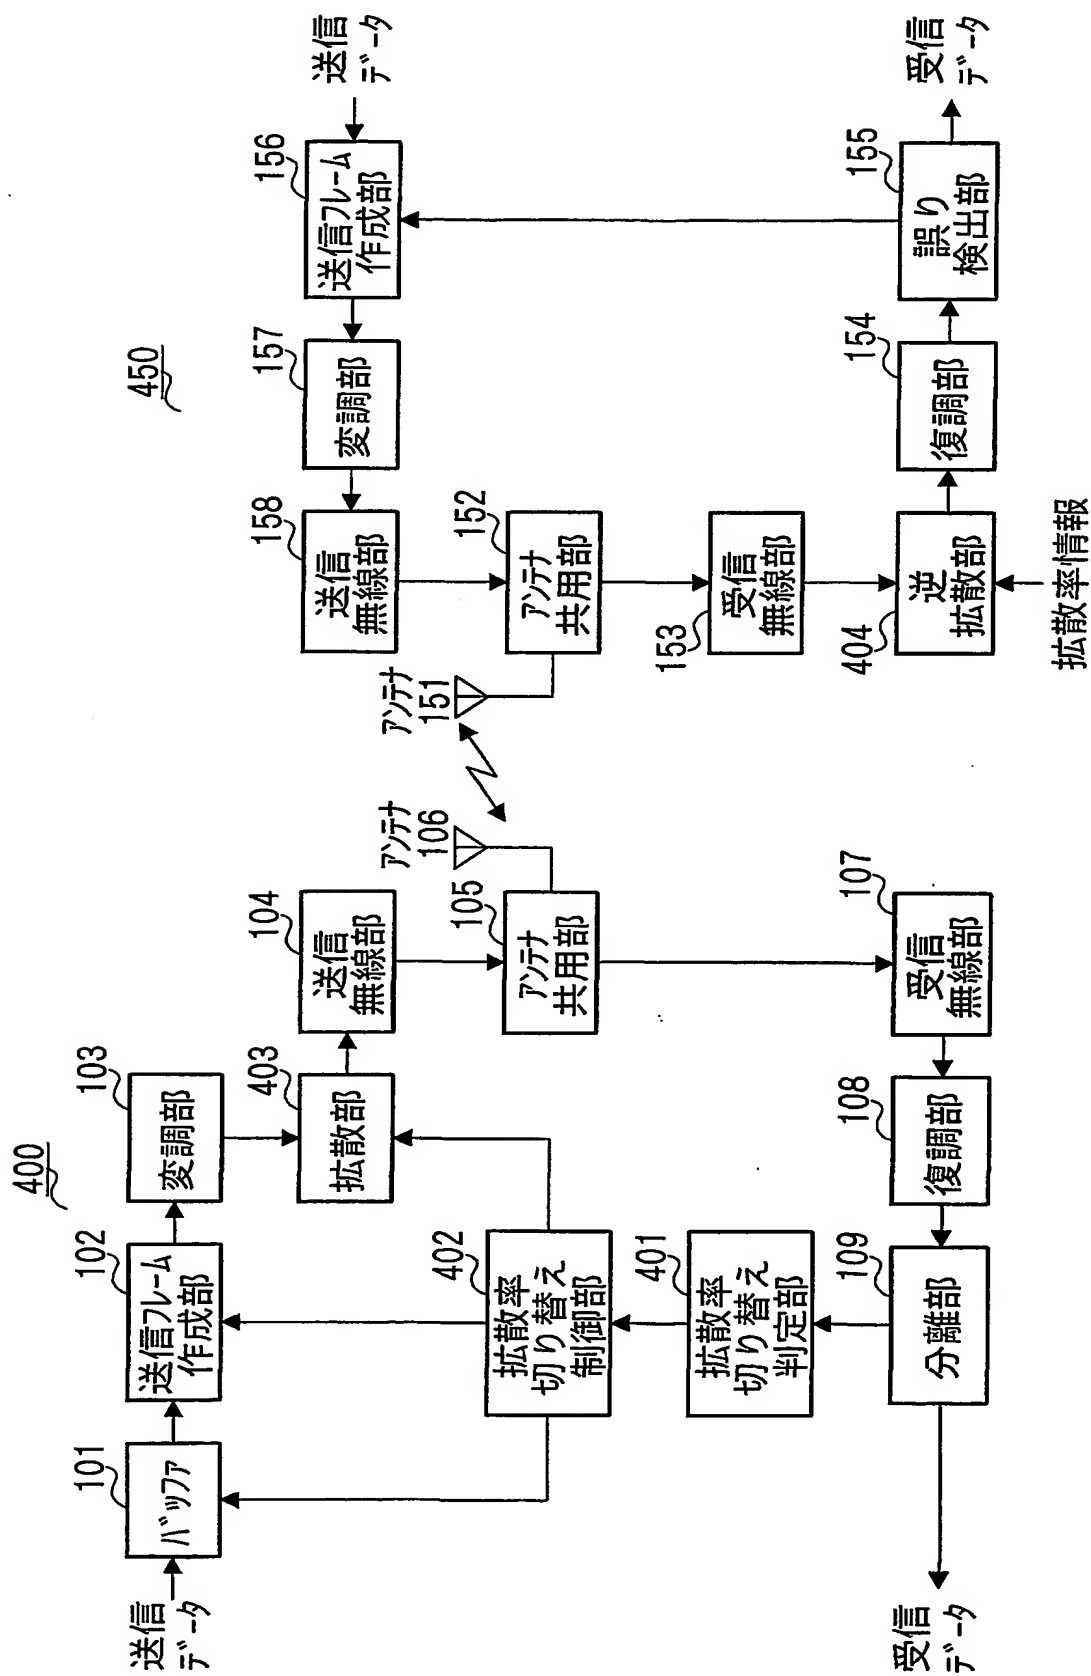 400
送信
データ
101
バッファ
102
送信フレーム
作成部
103
変調部
403
拡散部
104
送信
無線部
105
アンテナ
共用部
アンテナ
106
402
拡散率
切り替え
制御部
401
拡散率
切り替え
判定部
107
受信
無線部
108
復調部
109
分離部
受信
データ
450
アンテナ
151
152
アンテナ
共用部
158
送信
無線部
157
変調部
156
送信フレーム
作成部
送信
データ
153
受信
無線部
404
逆
拡散部
拡散率情報
154
復調部
155
誤り
検出部
受信
データ